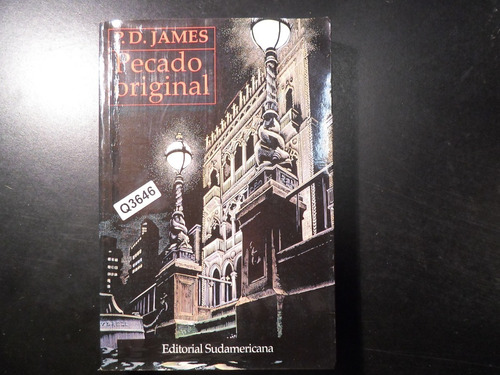 P. D. JAMES
Pecado
original
Q3646
Editorial Sudamericana